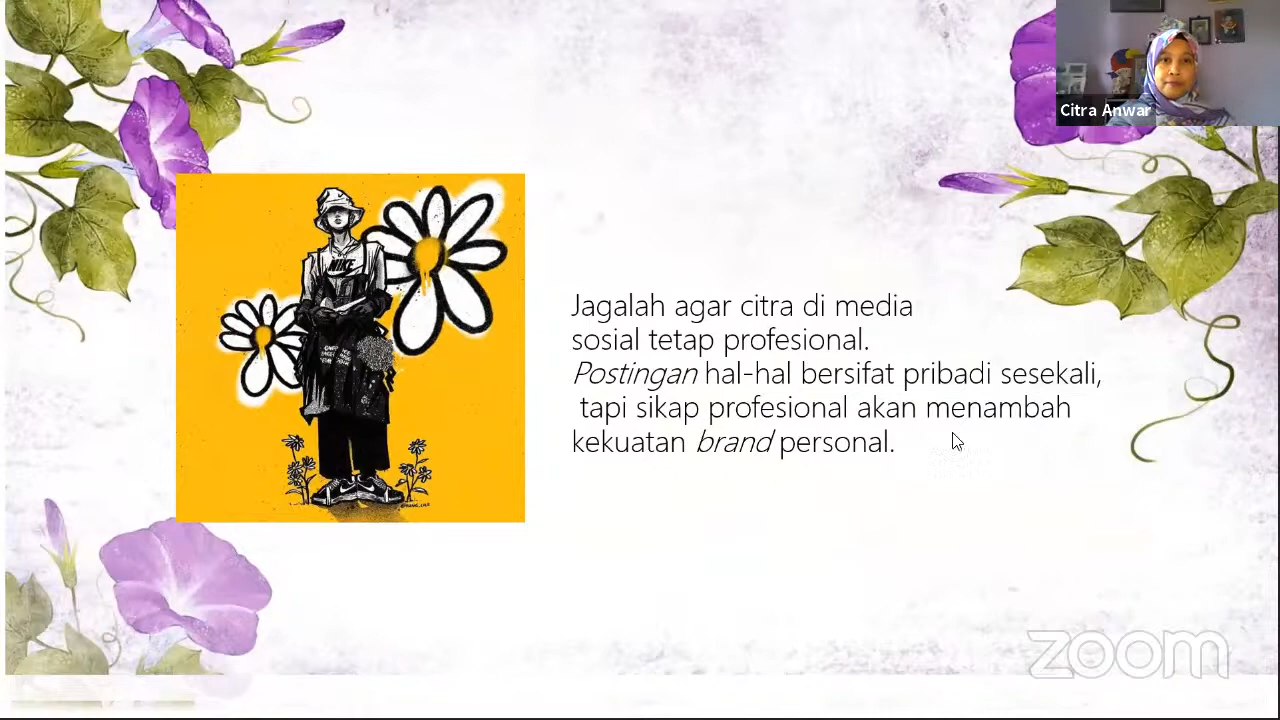 Citra Anwar
NIKE
Jagalah agar citra di media
sosial tetap profesional.
Postingan hal-hal bersifat pribadi sesekali,
tapi sikap profesional akan menambah
kekuatan brand personal.
zoom